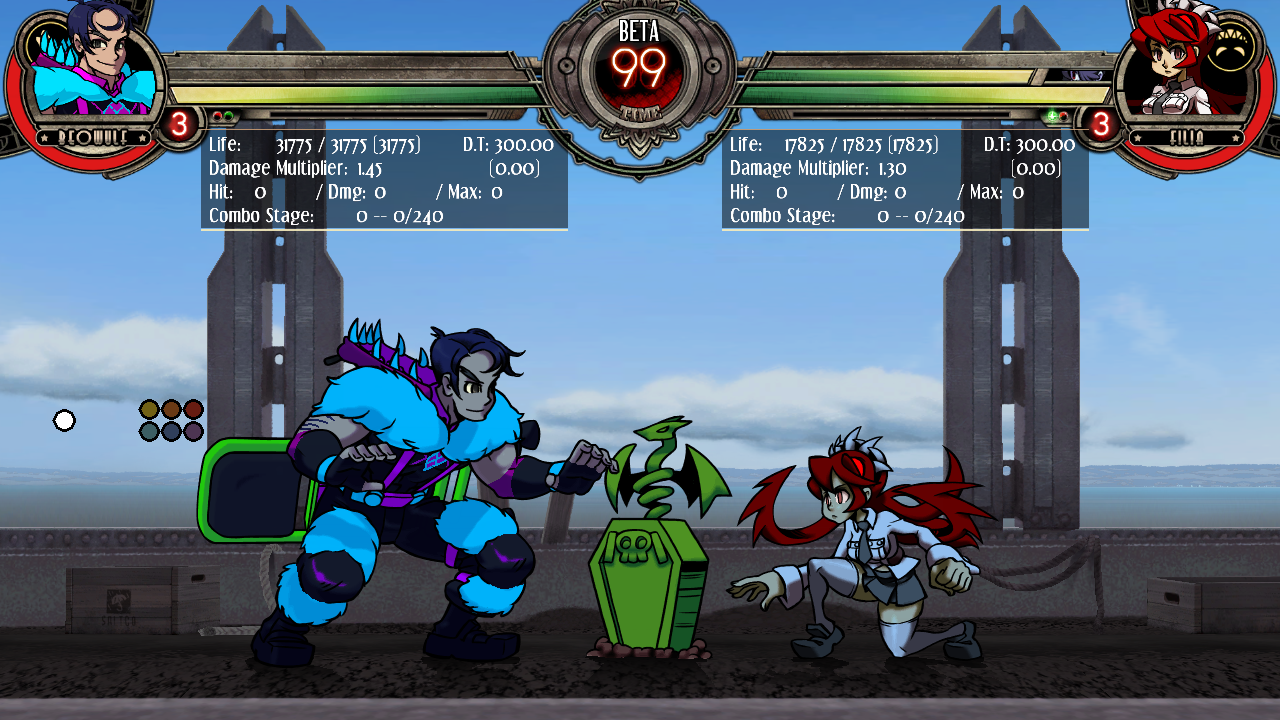 BETA
99
TIME
BEOWULF
3
3
FILIA
Life: 31775 / 31775 [31775] D.T: 300.00
Damage Multiplier: 1.45 (0.00)
Hit: 0 / Dmg: 0 / Max: 0
Combo Stage: 0 -- 0/240
Life: 17825 / 17825 [17825] D.T: 300.00
Damage Multiplier: 1.30 (0.00)
Hit: 0 / Dmg: 0 / Max: 0
Combo Stage: 0 -- 0/240